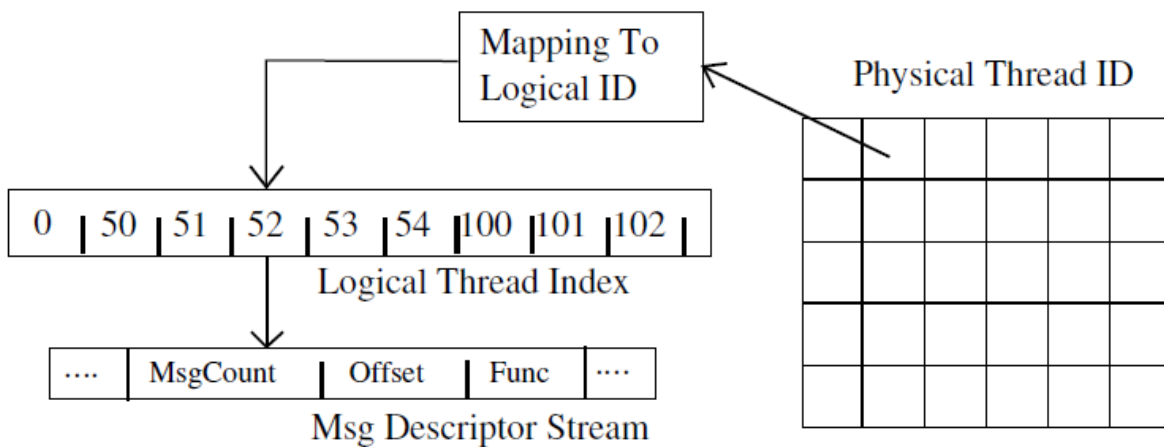 Mapping To
Logical ID
Physical Thread ID
0 50 51 52 53 54 100 101 102
Logical Thread Index
.... MsgCount Offset Func ....
Msg Descriptor Stream